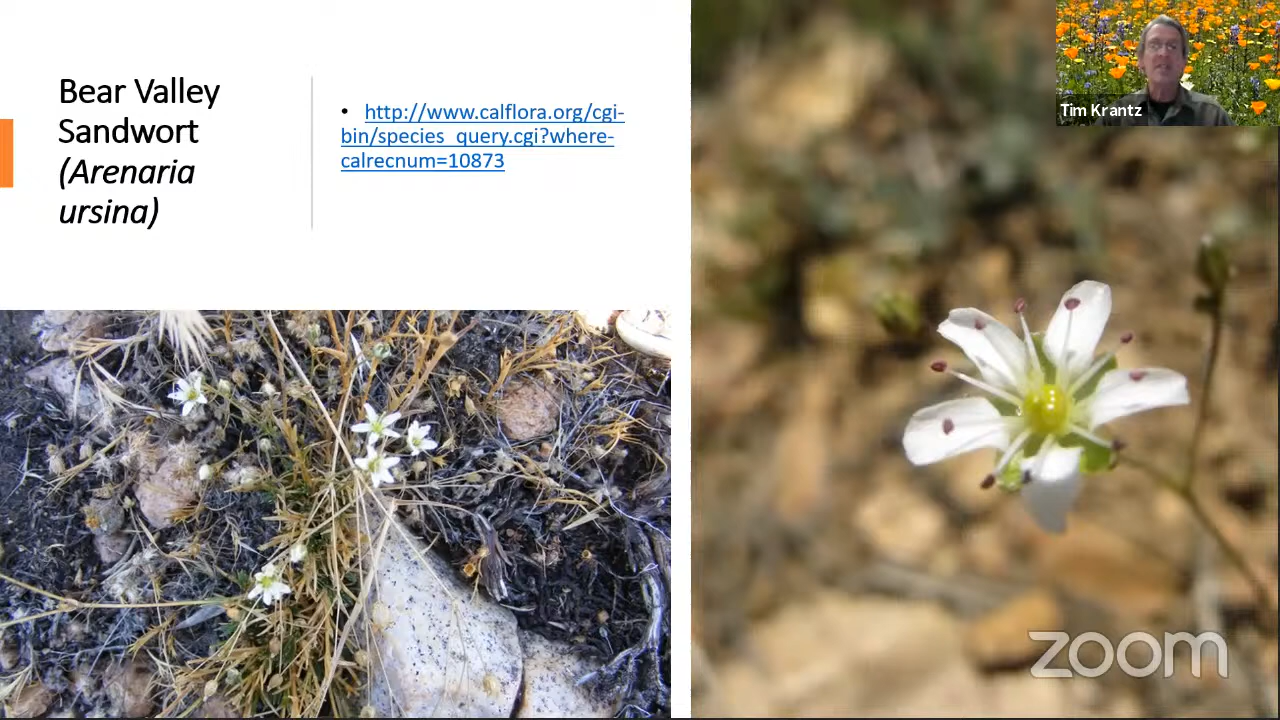 Bear Valley
Sandwort
(Arenaria
ursina)
• http://www.calflora.org/cgi-
bin/species_query.cgi?where-
calrecnum=10873
Tim Krantz
zoom